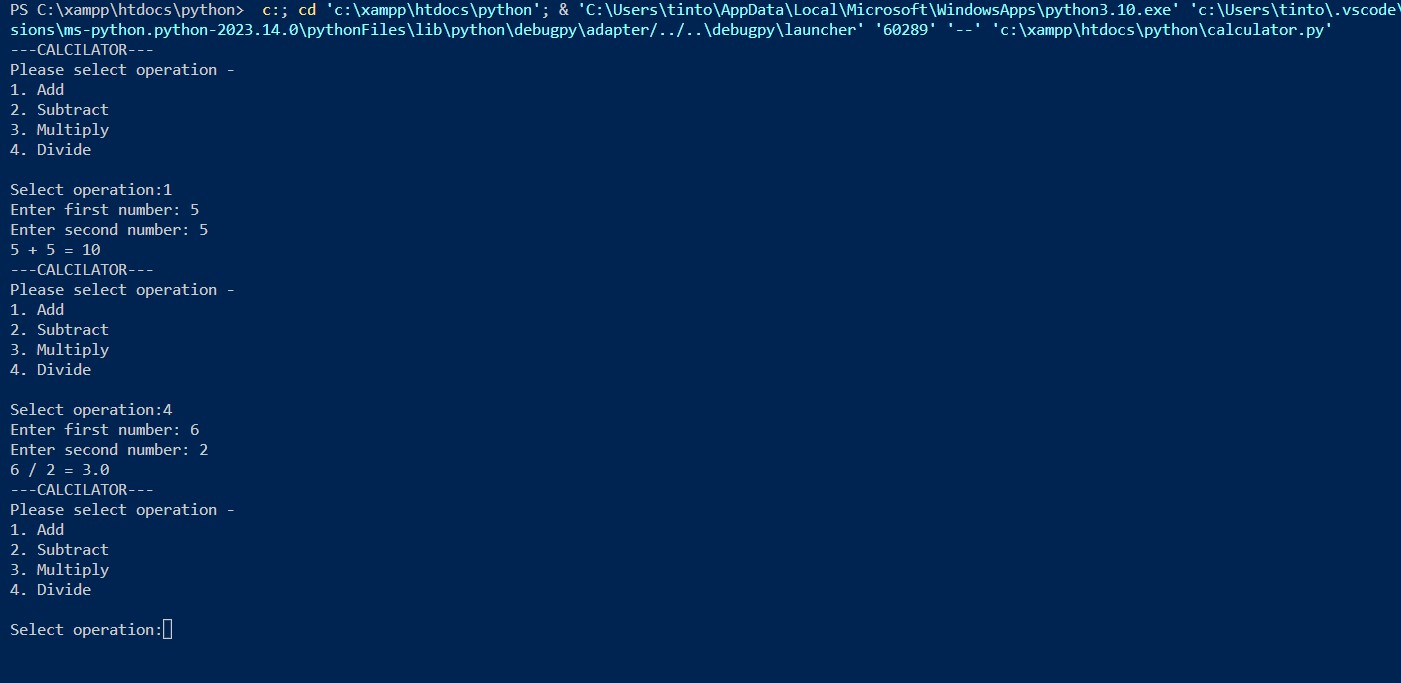 PS C:\xampp\htdocs\python>  c:; cd 'c:\xampp\htdocs\python'; & 'C:\Users\tinto\AppData\Local\Microsoft\WindowsApps\python3.10.exe' 'c:\Users\tinto\.vscode\
sions\ms-python.python-2023.14.0\pythonFiles\lib\python\debugpy\adapter/../..\debugpy\launcher' '60289' '--' 'c:\xampp\htdocs\python\calculator.py'
---CALCILATOR---
Please select operation -
1. Add
2. Subtract
3. Multiply
4. Divide

Select operation:1
Enter first number: 5
Enter second number: 5
5 + 5 = 10
---CALCILATOR---
Please select operation -
1. Add
2. Subtract
3. Multiply
4. Divide

Select operation:4
Enter first number: 6
Enter second number: 2
6 / 2 = 3.0
---CALCILATOR---
Please select operation -
1. Add
2. Subtract
3. Multiply
4. Divide

Select operation: